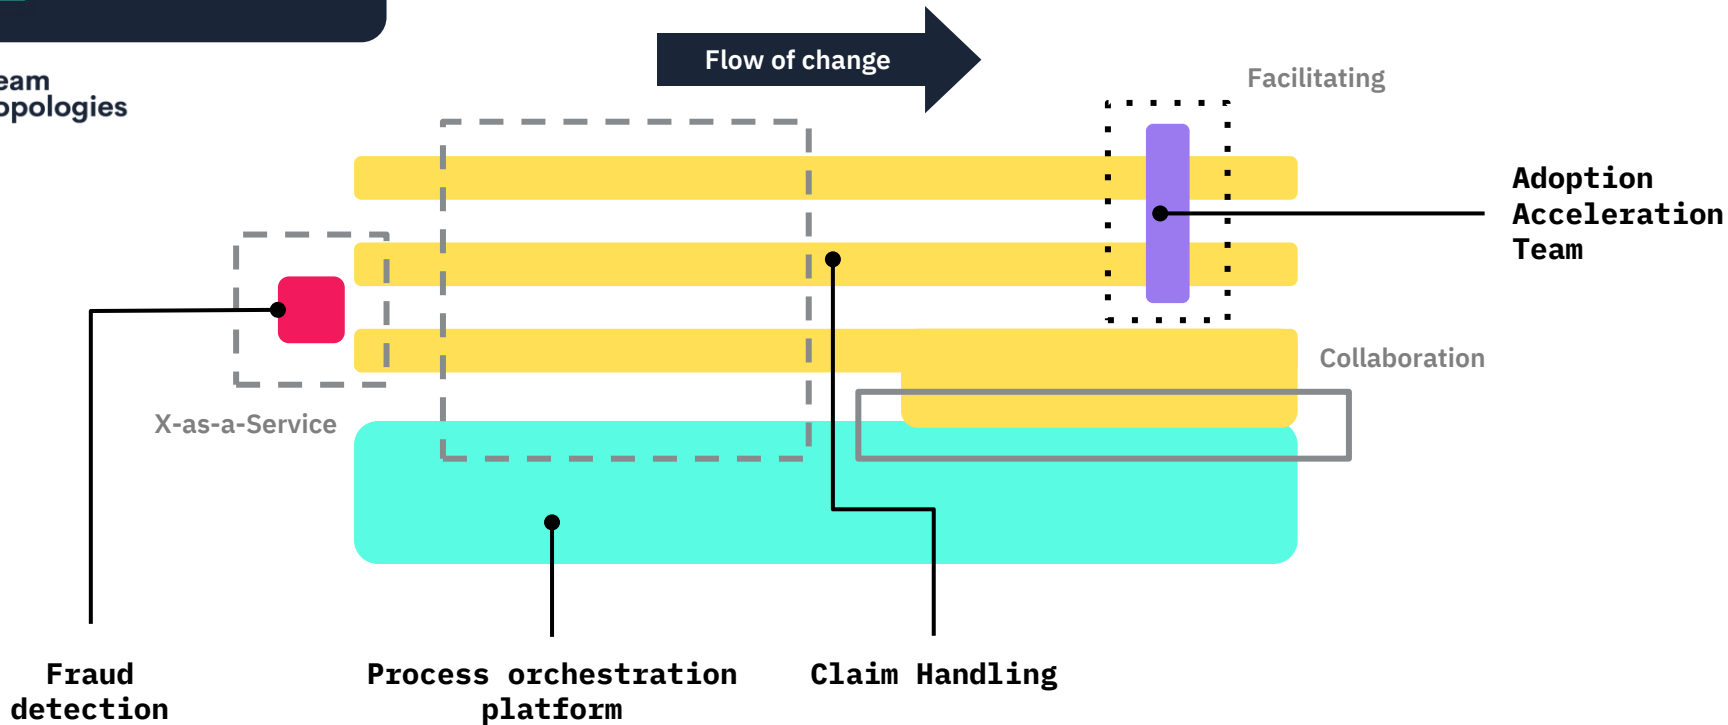 Flow of change
Facilitating
eam
opologies
Adoption
Acceleration
Team
Collaboration
X-as-a-Service
Fraud
detection
Process orchestration
platform
Claim Handling